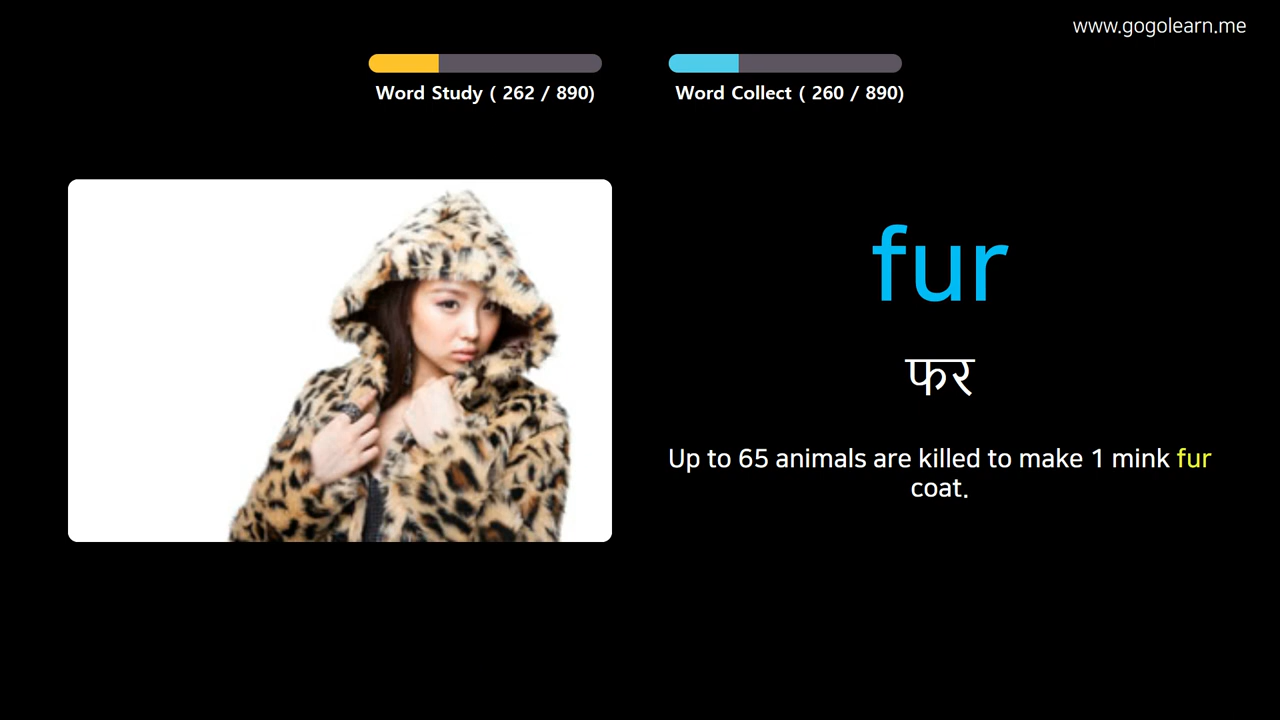 www.gogolearn.me
Word Study ( 262 / 890)
Word Collect ( 260 / 890)
fur
फर
Up to 65 animals are killed to make 1 mink fur
coat.